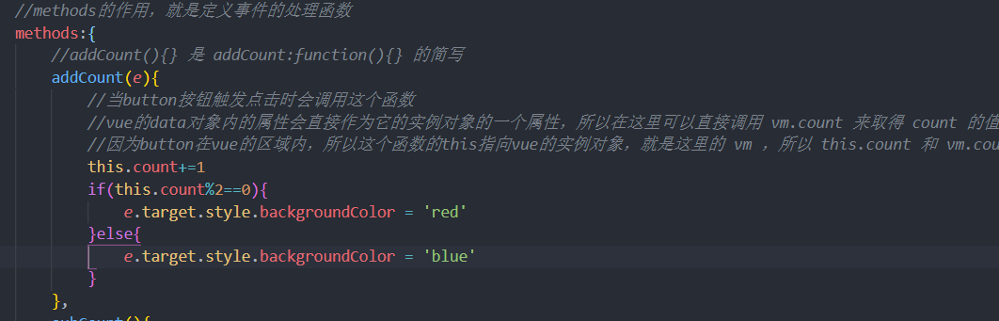 //methods的作用，就是定义事件的处理函数
methods:{
//addCount(){} 是 addCount:function(){} 的简写
addCount(e){
//当button按钮触发点击时会调用这个函数
//vue的data对象内的属性会直接作为它的实例对象的一个属性，所以在这里可以直接调用 vm.count 来取得 count 的值
//因为button在vue的区域内，所以这个函数的this指向vue的实例对象，就是这里的 vm ，所以 this.count 和 vm.cou
this.count+=1
if(this.count%2==0){
e.target.style.backgroundColor = 'red'
}else{
e.target.style.backgroundColor = 'blue'
}
},